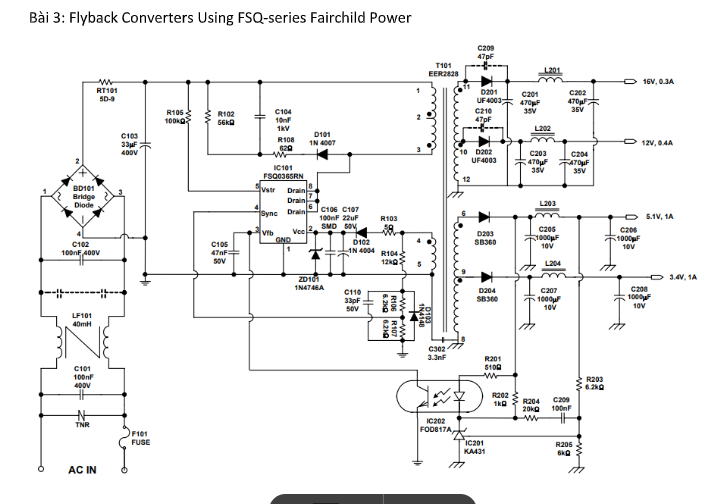 Bài 3: Flyback Converters Using FSQ-series Fairchild Power
C209
47pF
T101
EER2828
L201
16V, 0.3A
RT101
5D-9
11
D201
UF4003
C201
470µF
35V
C202
470µF
35V
1
R105
100kΩ
R102
56kΩ
C104
10nF
1kV
C210
47pF
2
L202
C103
33µF
400V
R108
62Ω
D101
1N 4007
12V, 0.4A
3
10
D202
UF4003
C203
470µF
35V
C204
470µF
35V
2
IC101
FSQ0365RN
12
1
BD101
Bridge
Diode
3
5
Vstr
Drain
8
Drain
7
Drain
6
4
Sync
C106
100nF
SMD
C107
22uF
50V
R103
5Ω
L203
5.1V, 1A
6
4
3
Vfb
Vcc
2
GND
1
D102
1N 4004
D203
SB360
C205
1000µF
10V
C206
1000µF
10V
C102
100nF,400V
C105
47nF
50V
R104
12kΩ
4
5
L204
ZD101
1N4746A
9
3.4V, 1A
D204
SB360
C207
1000µF
10V
C208
1000µF
10V
C110
33pF
50V
R106
6.2kΩ
R107
6.2kΩ
D103
1N4148
LF101
40mH
8
C302
3.3nF
C101
100nF
400V
R201
510Ω
R203
6.2kΩ
R202
1kΩ
R204
20kΩ
C209
100nF
TNR
F101
FUSE
IC202
FOD817A
IC201
KA431
R205
6kΩ
AC IN